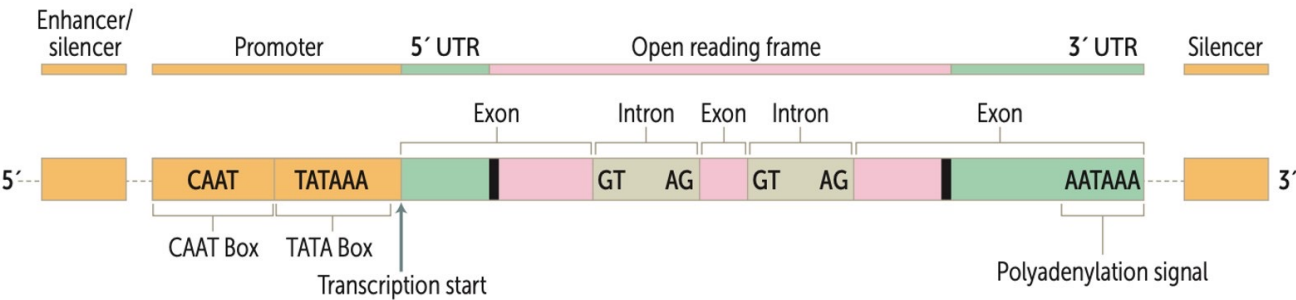 Enhancer/
silencer
Promoter
5´ UTR
Open reading frame
3´ UTR
Silencer
Exon
Intron
Exon
Intron
Exon
5´
CAAT
TATAAA
GT
AG
GT
AG
AATAAA
3´
CAAT Box
TATA Box
Transcription start
Polyadenylation signal